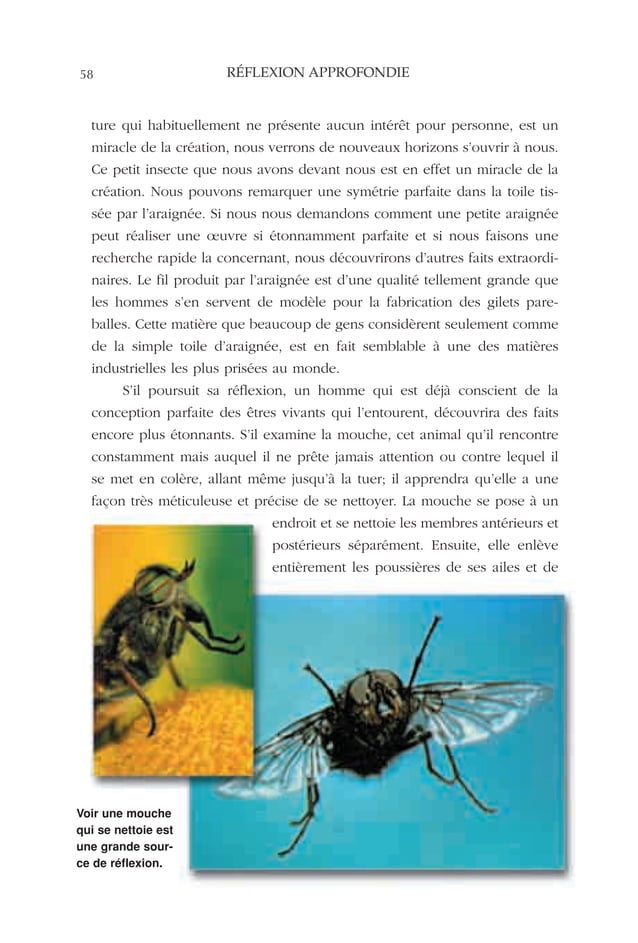 58
RÉFLEXION APPROFONDIE
ture qui habituellement ne présente aucun intérêt pour personne, est un
miracle de la création, nous verrons de nouveaux horizons s'ouvrir à nous.
Ce petit insecte que nous avons devant nous est en effet un miracle de la
création. Nous pouvons remarquer une symétrie parfaite dans la toile tis-
sée par l'araignée. Si nous nous demandons comment une petite araignée
peut réaliser une œuvre si étonnamment parfaite et si nous faisons une
recherche rapide la concernant, nous découvrirons d'autres faits extraordi-
naires. Le fil produit par l'araignée est d'une qualité tellement grande que
les hommes s'en servent de modèle pour la fabrication des gilets pare-
balles. Cette matière que beaucoup de gens considèrent seulement comme
de la simple toile d'araignée, est en fait semblable à une des matières
industrielles les plus prisées au monde.
S'il poursuit sa réflexion, un homme qui est déjà conscient de la
conception parfaite des êtres vivants qui l'entourent, découvrira des faits
encore plus étonnants. S'il examine la mouche, cet animal qu'il rencontre
constamment mais auquel il ne prête jamais attention ou contre lequel il
se met en colère, allant même jusqu'à la tuer; il apprendra qu'elle a une
façon très méticuleuse et précise de se nettoyer. La mouche se pose à un
endroit et se nettoie les membres antérieurs et
postérieurs séparément. Ensuite, elle enlève
entièrement les poussières de ses ailes et de
Voir une mouche
qui se nettoie est
une grande sour-
ce de réflexion.